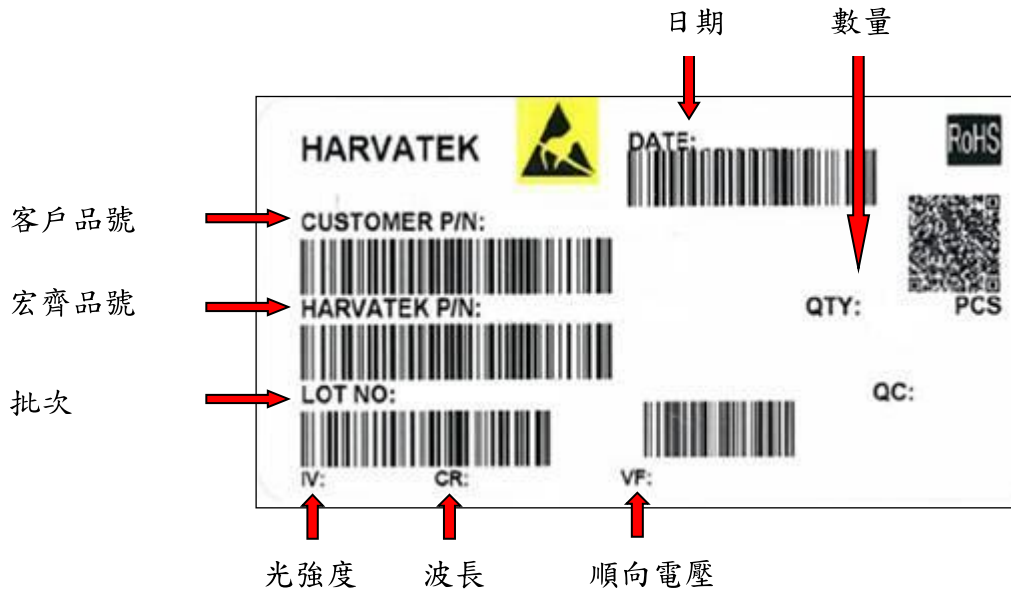 日期 數量
HARVATEK DATE: RoHS
客戶品號 CUSTOMER P/N:
宏齊品號 HARVATEK P/N: QTY: PCS
批次 LOT NO: QC:
IV: CR: VF:
光強度 波長 順向電壓